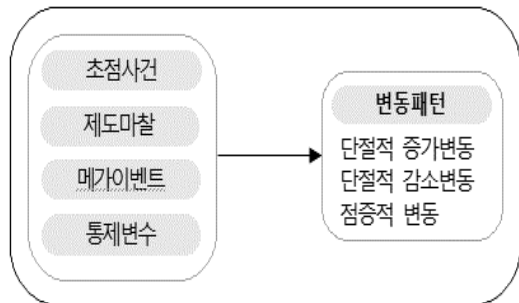 초점사건
제도마찰
메가이벤트
통제변수
변동패턴
단절적 증가변동
단절적 감소변동
점증적 변동